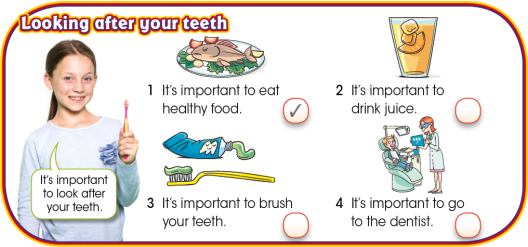 Looking after your teeth
It's important
to look after
your teeth.
1 It's important to eat
healthy food. ✓
2 It's important to
drink juice.
3 It's important to brush
your teeth.
4 It's important to go
to the dentist.